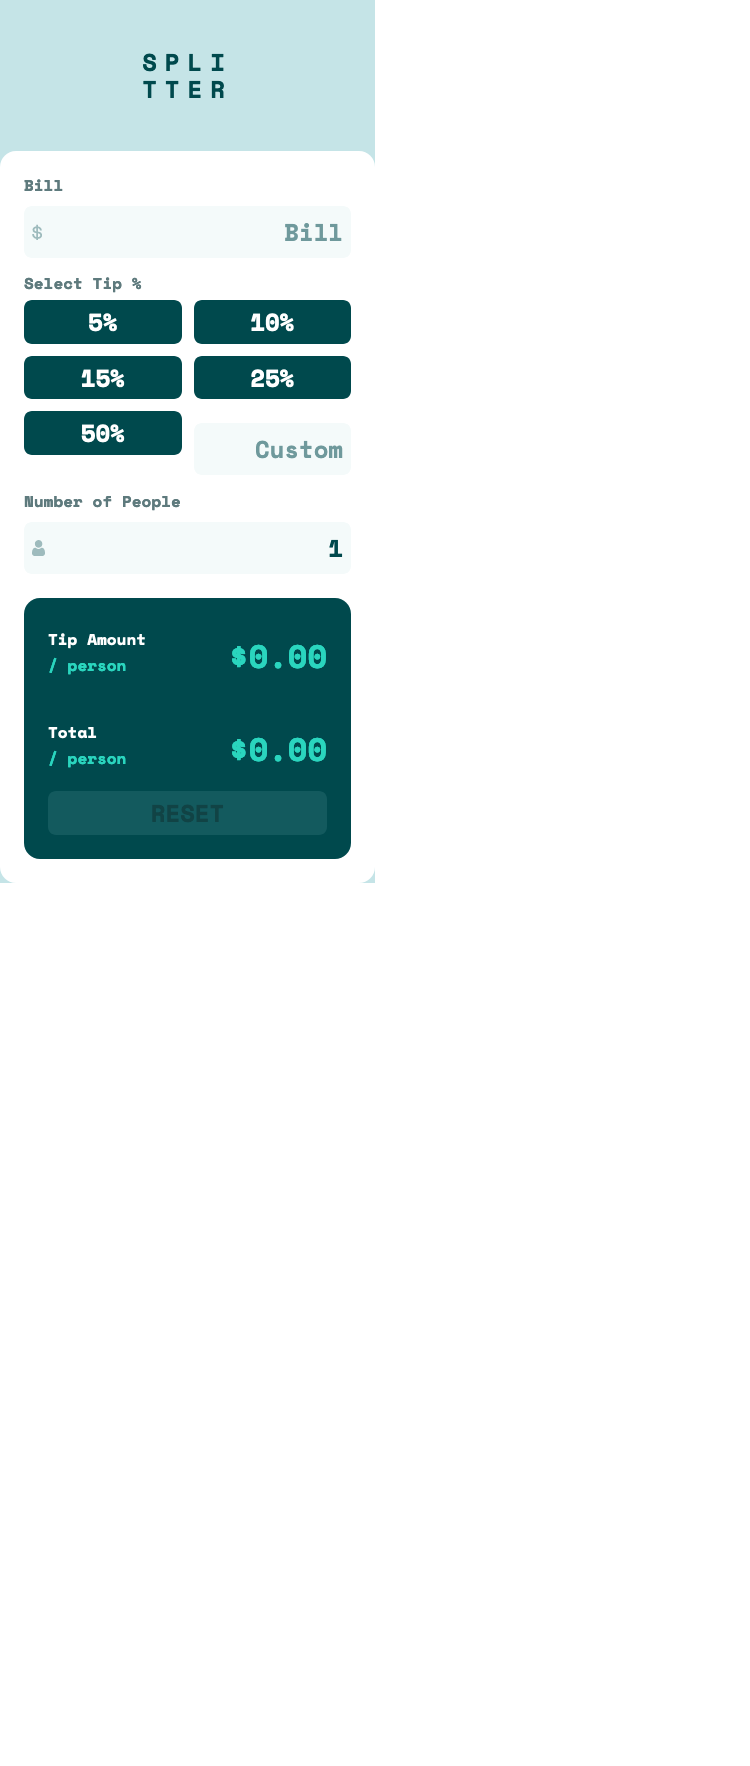 SPLI
TTER
Bill
$ Bill
Select Tip %
5% 10%
15% 25%
50% Custom
Number of People
1
Tip Amount
/ person $0.00
Total
/ person $0.00
RESET